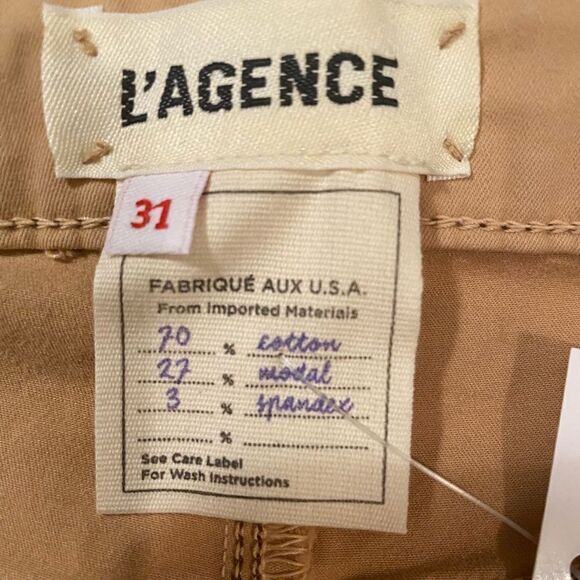 L'AGENCE
31
FABRIQUÉ AUX U.S.A.
From Imported Materials
70 % cotton
27 % modal
3 % spandex
%
See Care Label
For Wash Instructions